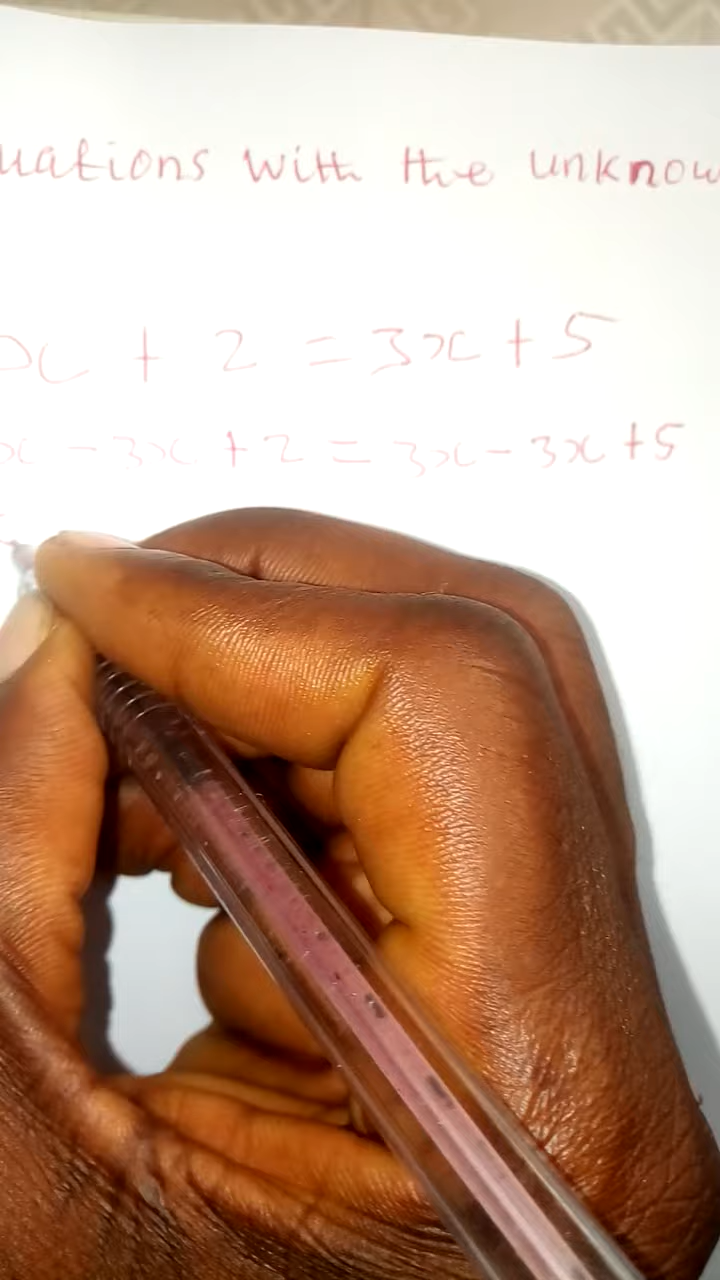 uations with the unknow
x + 2 = 3x + 5
x - 3x + 2 = 3x - 3x + 5